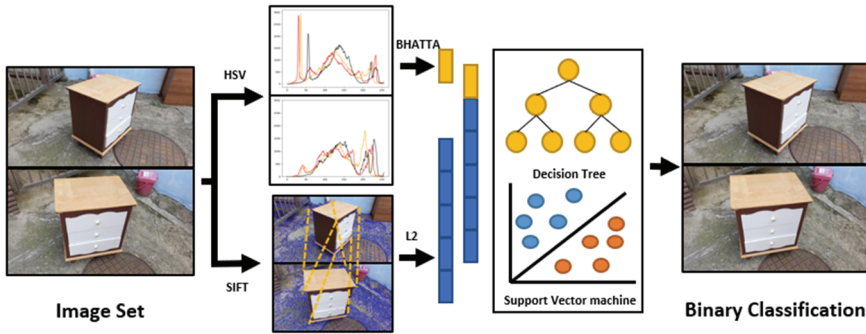 HSV
BHATTA
SIFT
L2
Decision Tree
Support Vector machine
Image Set
Binary Classification